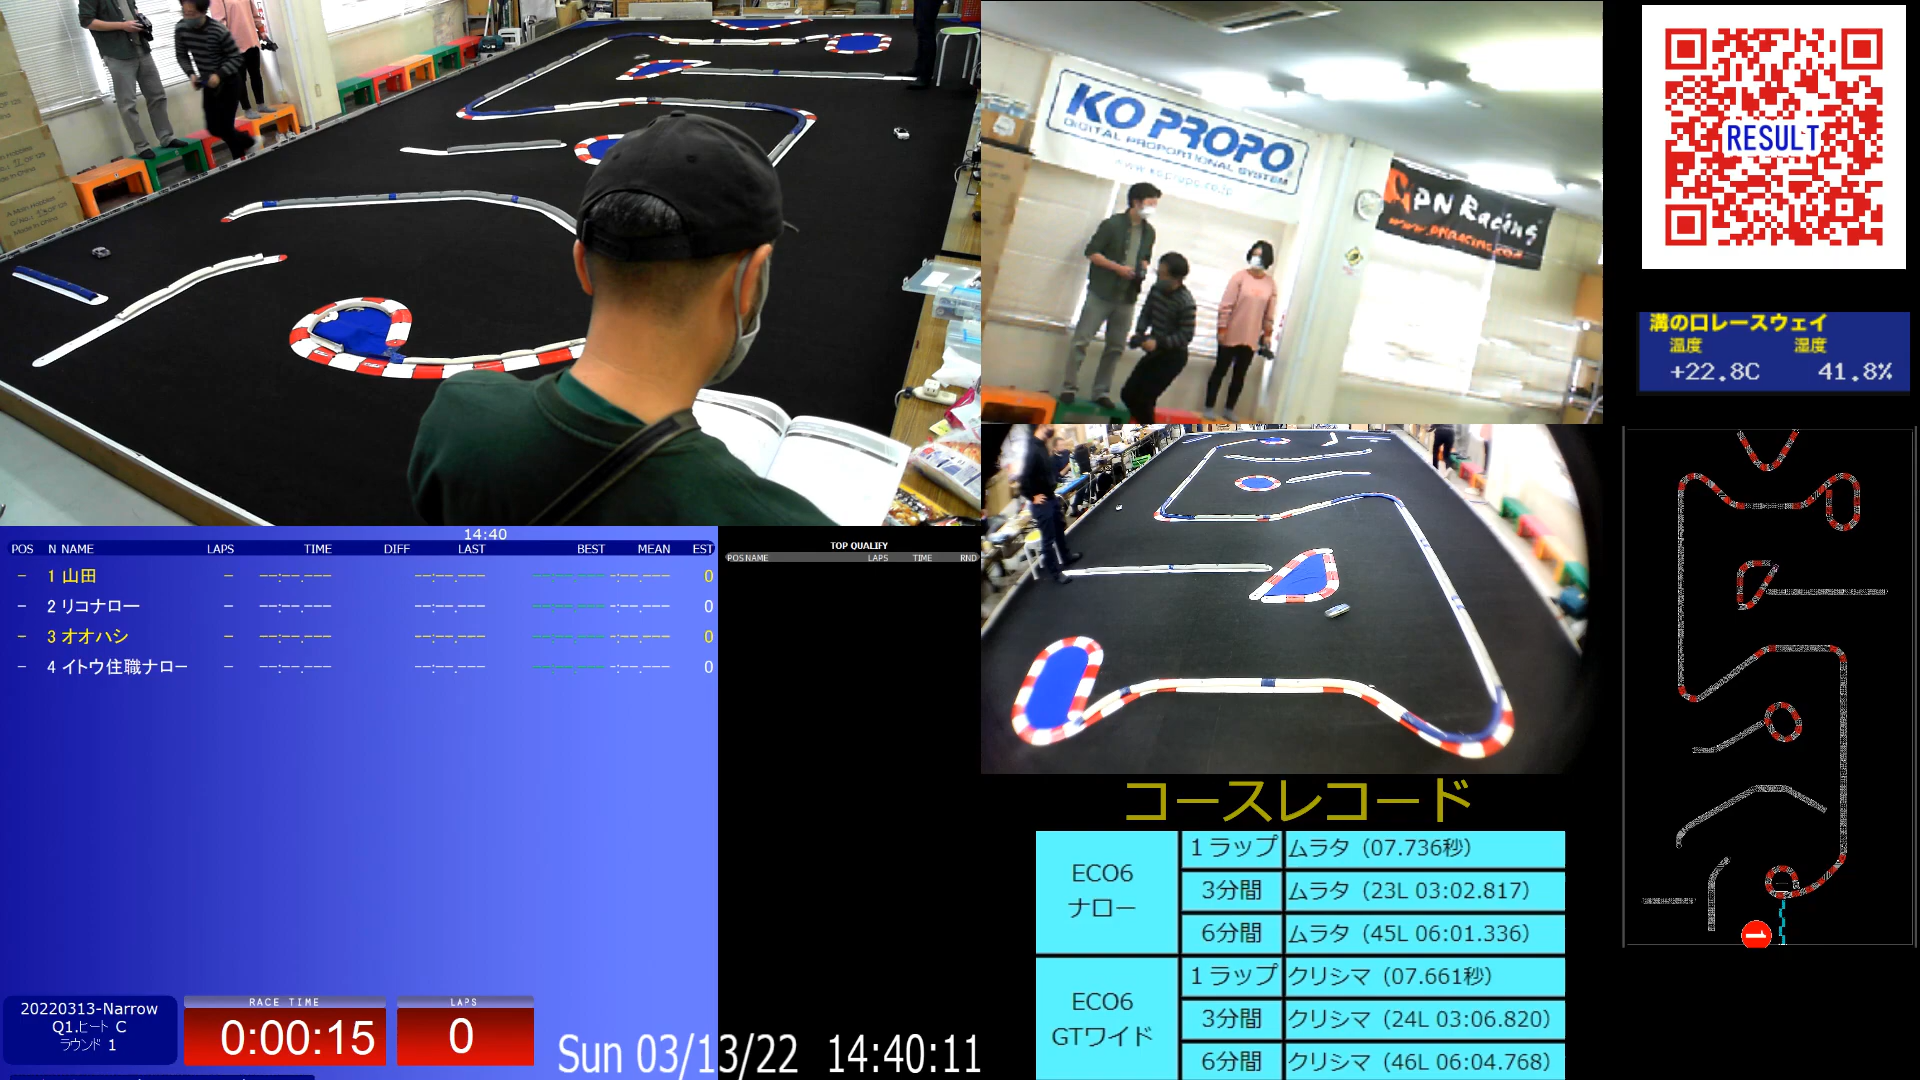 KO PROPO
DIGITAL PROPORTIONAL SYSTEM
www.kopropo.co.jp
PN Racing
www.pnracing.com
RESULT
溝の口レースウェイ
温度 湿度
+22.8C 41.8%
14:40
POS N NAME LAPS TIME DIFF LAST BEST MEAN EST
– 1 山田 – --:--.--- --:--.--- --:--.--- -:--.--- 0
– 2 リコナロー – --:--.--- --:--.--- --:--.--- -:--.--- 0
– 3 オオハシ – --:--.--- --:--.--- --:--.--- -:--.--- 0
– 4 イトウ住職ナロー – --:--.--- --:--.--- --:--.--- -:--.--- 0
TOP QUALIFY
POS NAME LAPS TIME RND
コースレコード
ECO6 ナロー
1ラップ ムラタ（07.736秒）
3分間 ムラタ（23L 03:02.817）
6分間 ムラタ（45L 06:01.336）
ECO6 GTワイド
1ラップ クリシマ（07.661秒）
3分間 クリシマ（24L 03:06.820）
6分間 クリシマ（46L 06:04.768）
1
20220313-Narrow
Q1.ヒート C
ラウンド 1
RACE TIME
0:00:15
LAPS
0
Sun 03/13/22 14:40:11